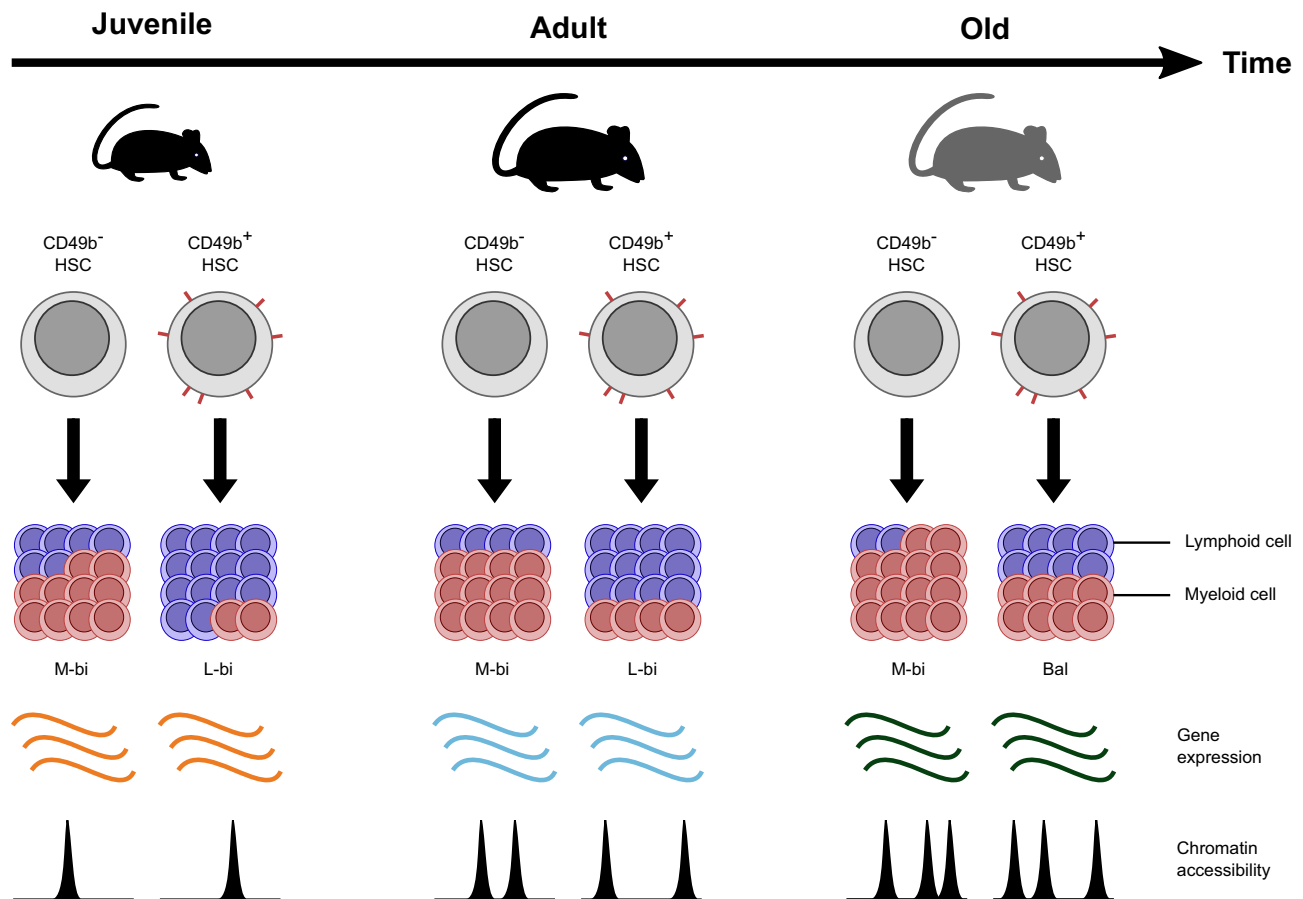 Juvenile
Adult
Old
Time
CD49b⁻
HSC
CD49b⁺
HSC
CD49b⁻
HSC
CD49b⁺
HSC
CD49b⁻
HSC
CD49b⁺
HSC
Lymphoid cell
Myeloid cell
M-bi
L-bi
M-bi
L-bi
M-bi
Bal
Gene
expression
Chromatin
accessibility